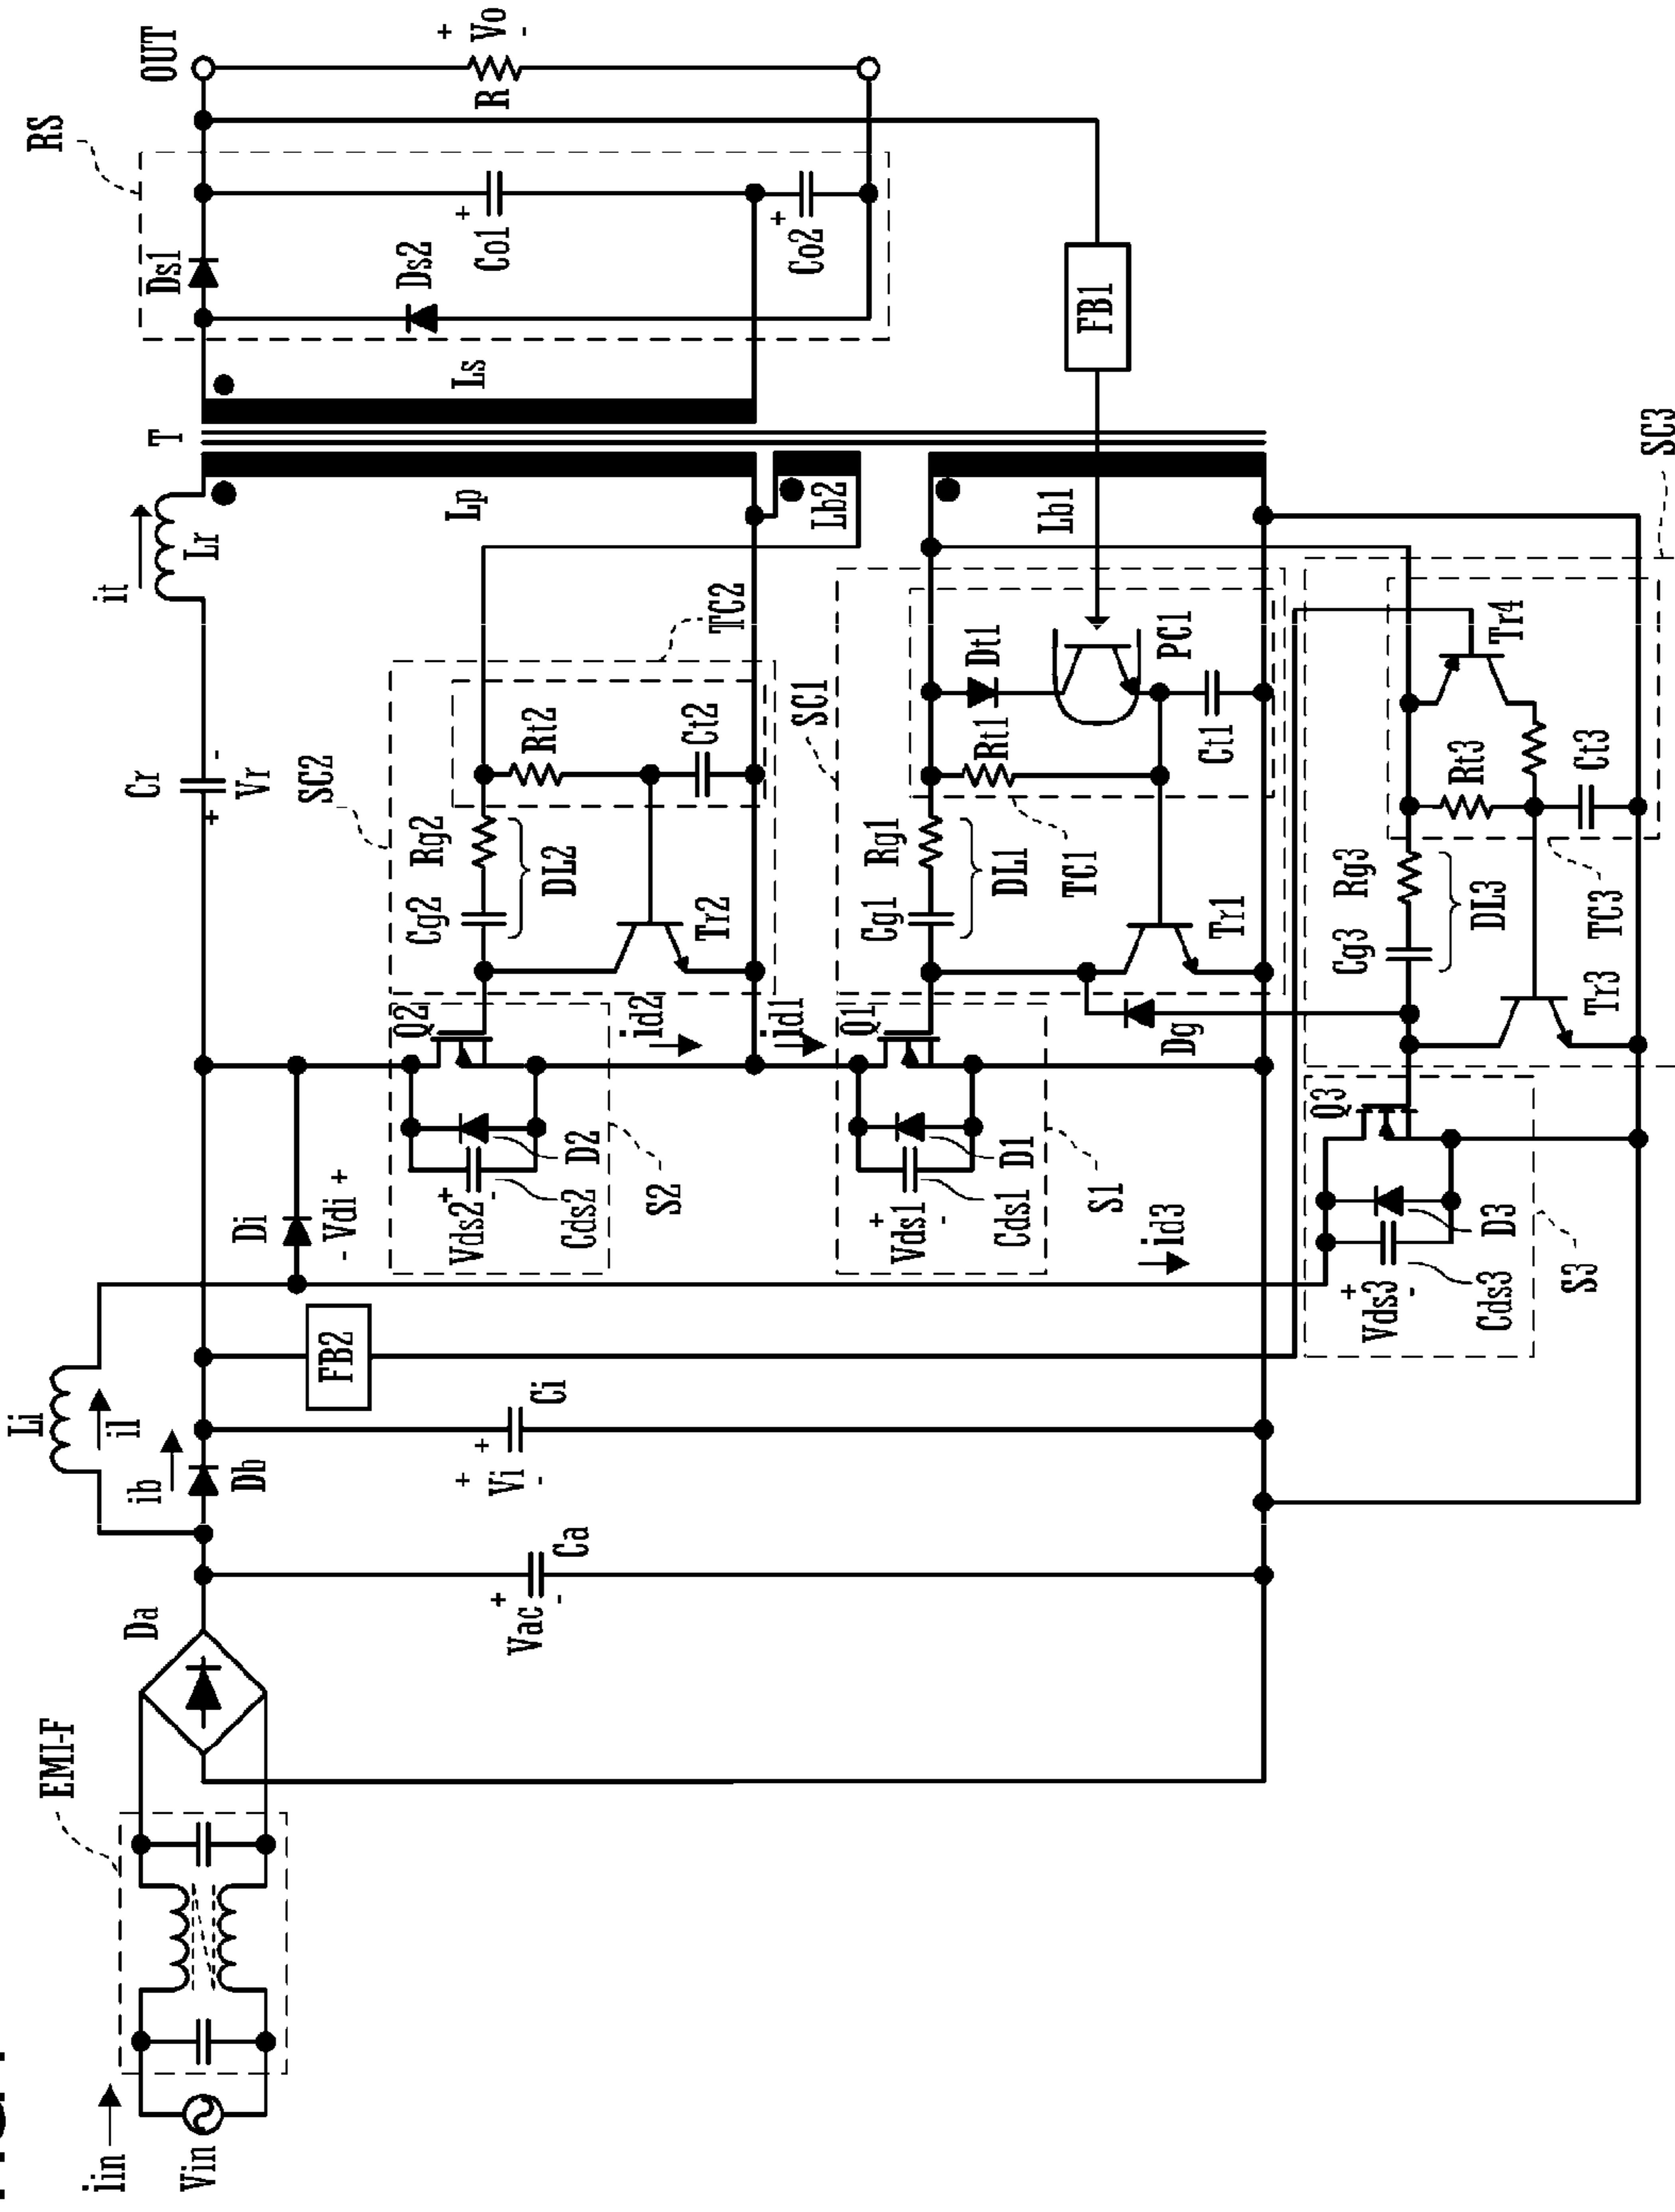 iin
Vin
EMI-F
Da
Vac
+
-
Ca
Li
il
ib
Db
+
+
Vi
-
Ci
FB2
Di
- Vdi +
Cr
+
-
Vr
it
Lr
T
Lp
Ls
Lb2
Lb1
RS
Ds1
Ds2
+
Co1
+
Co2
OUT
+
Vo
-
R
FB1
SC2
TC2
Cg2
Rg2
DL2
Rt2
Ct2
Tr2
Q2
id2
+
Vds2
-
D2
Cds2
S2
SC1
Cg1
Rg1
DL1
TC1
Rt1
Dt1
PC1
Ct1
Tr1
Dg
Q1
id1
+
Vds1
-
D1
Cds1
S1
id3
SC3
Cg3
Rg3
DL3
TC3
Rt3
Ct3
Tr4
Tr3
Q3
+
Vds3
-
D3
Cds3
S3